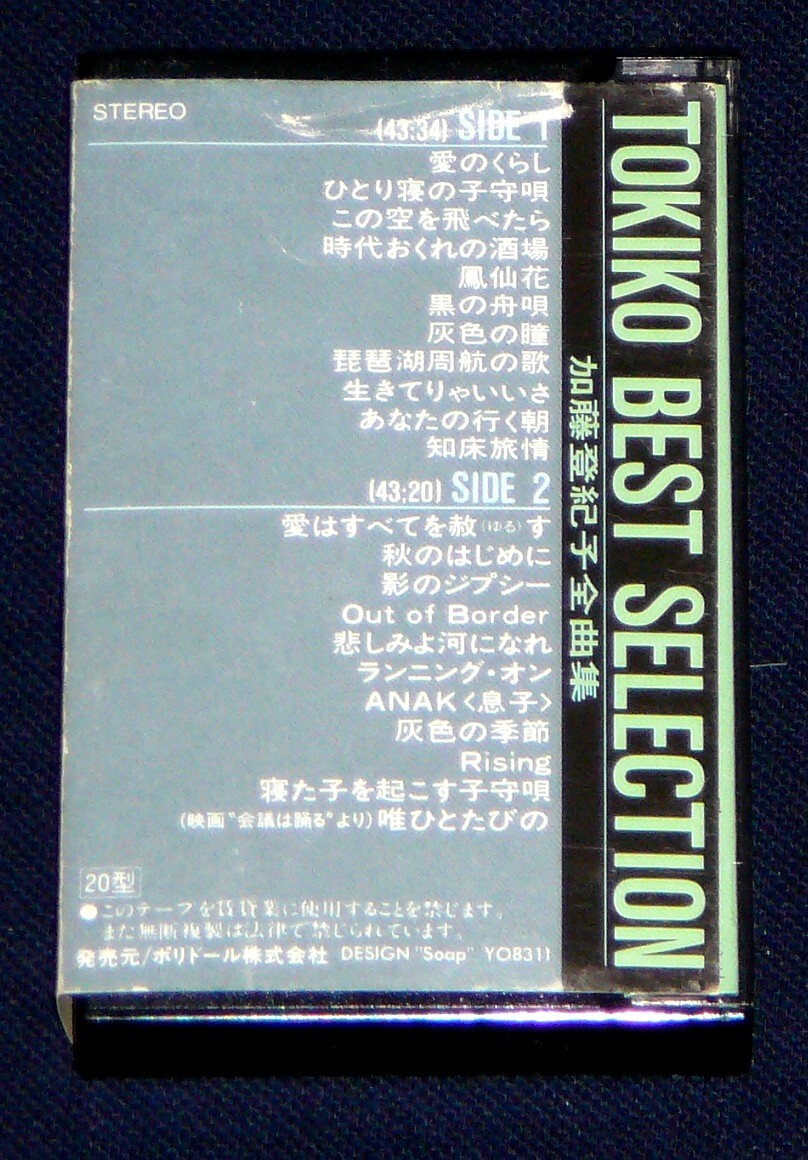 STEREO
(43:34) SIDE 1
愛のくらし
ひとり寝の子守唄
この空を飛べたら
時代おくれの酒場
鳳仙花
黒の舟唄
灰色の瞳
琵琶湖周航の歌
生きてりゃいいさ
あなたの行く朝
知床旅情
(43;20) SIDE 2
愛はすべてを赦(ゆる)す
秋のはじめに
影のジプシー
Out of Border
悲しみよ河になれ
ランニング・オン
ANAK<息子>
灰色の季節
Rising
寝た子を起こす子守唄
(映画"会議は踊る"より)唯ひとたびの
20型
●このテープを賃貸業に使用することを禁じます。
また無断複製は法律で禁じられています。
発売元/ポリドール株式会社 DESIGN "Soap" YO8311
TOKIKO BEST SELECTION
加藤登紀子全曲集